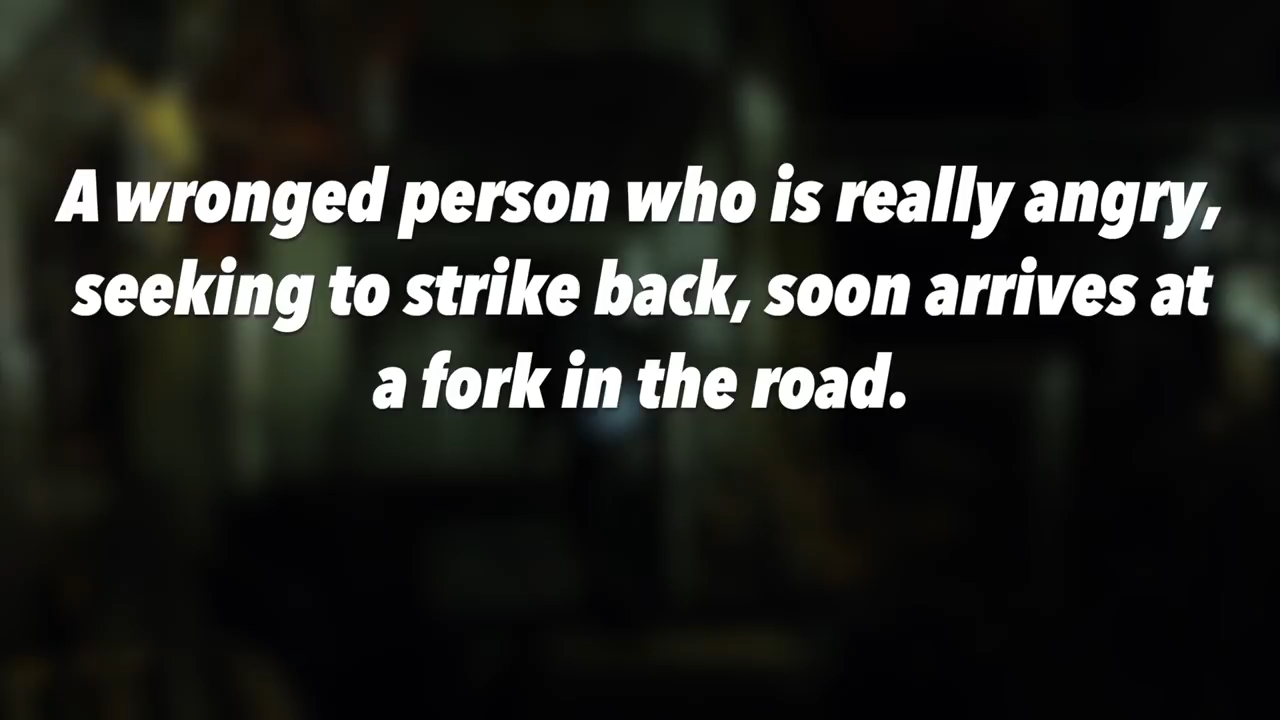 A wronged person who is really angry,
seeking to strike back, soon arrives at
a fork in the road.